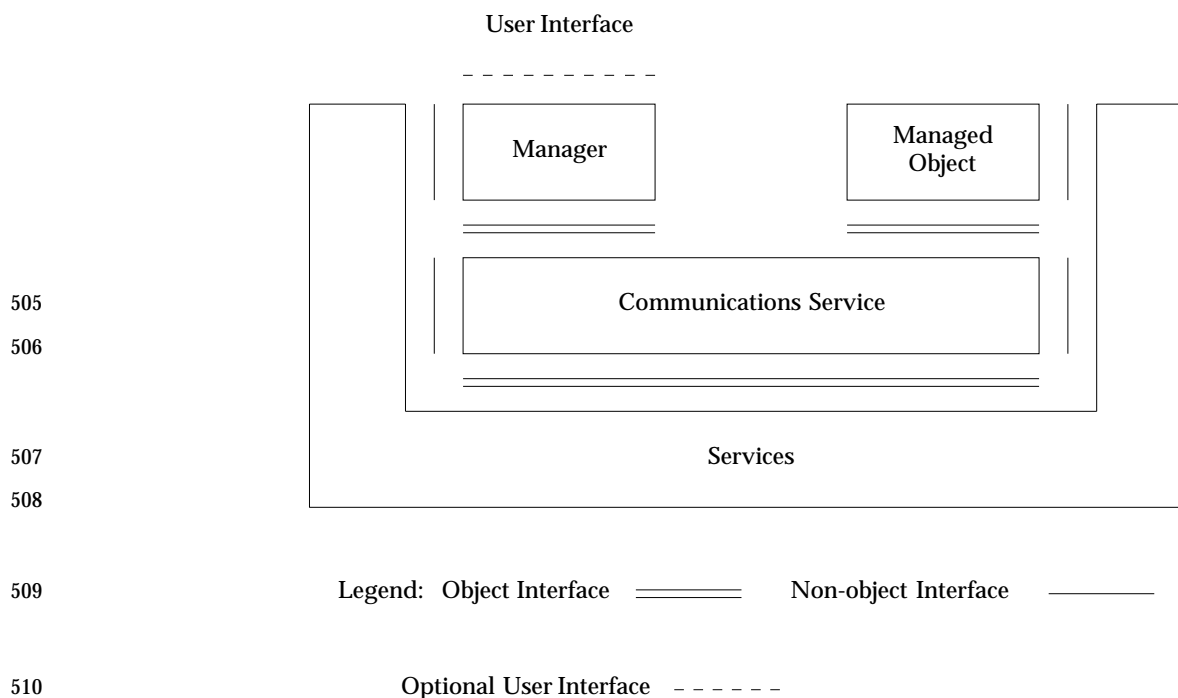 User Interface
Manager
Managed
Object
505 Communications Service
506
507 Services
508
509 Legend: Object Interface Non-object Interface
510 Optional User Interface